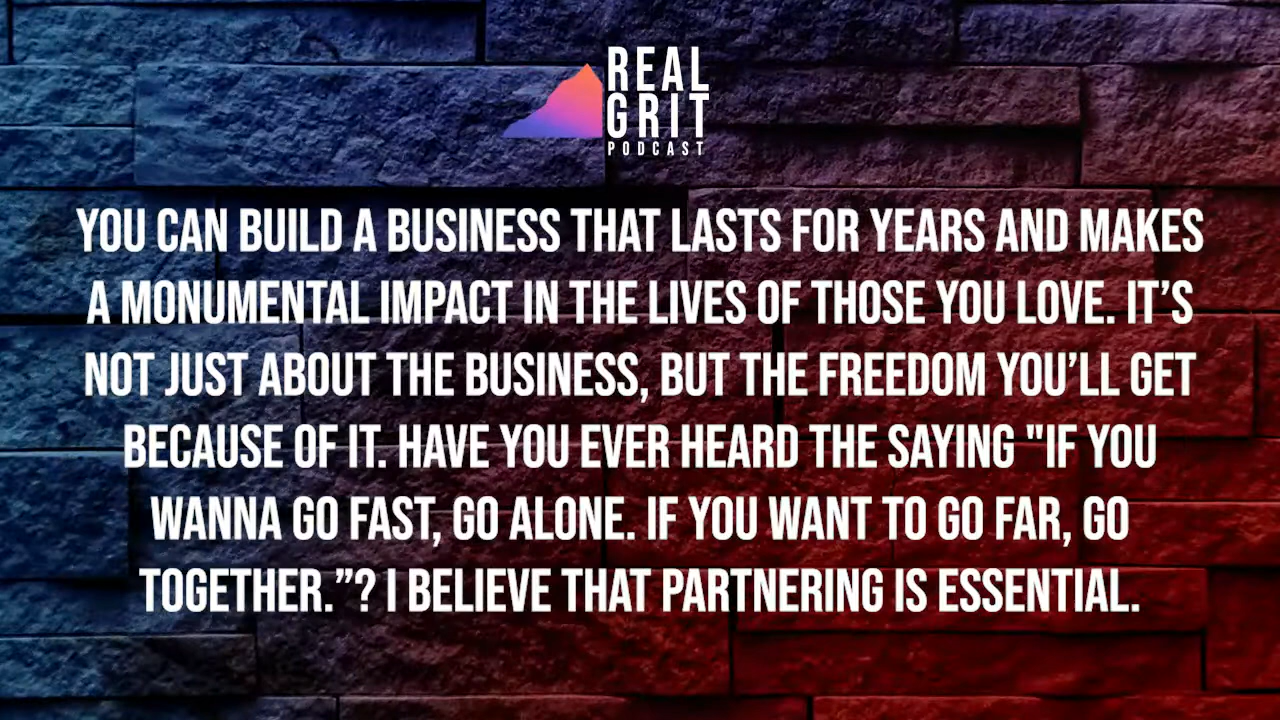 REAL
GRIT
PODCAST
YOU CAN BUILD A BUSINESS THAT LASTS FOR YEARS AND MAKES
A MONUMENTAL IMPACT IN THE LIVES OF THOSE YOU LOVE. IT’S
NOT JUST ABOUT THE BUSINESS, BUT THE FREEDOM YOU’LL GET
BECAUSE OF IT. HAVE YOU EVER HEARD THE SAYING "IF YOU
WANNA GO FAST, GO ALONE. IF YOU WANT TO GO FAR, GO
TOGETHER.”? I BELIEVE THAT PARTNERING IS ESSENTIAL.